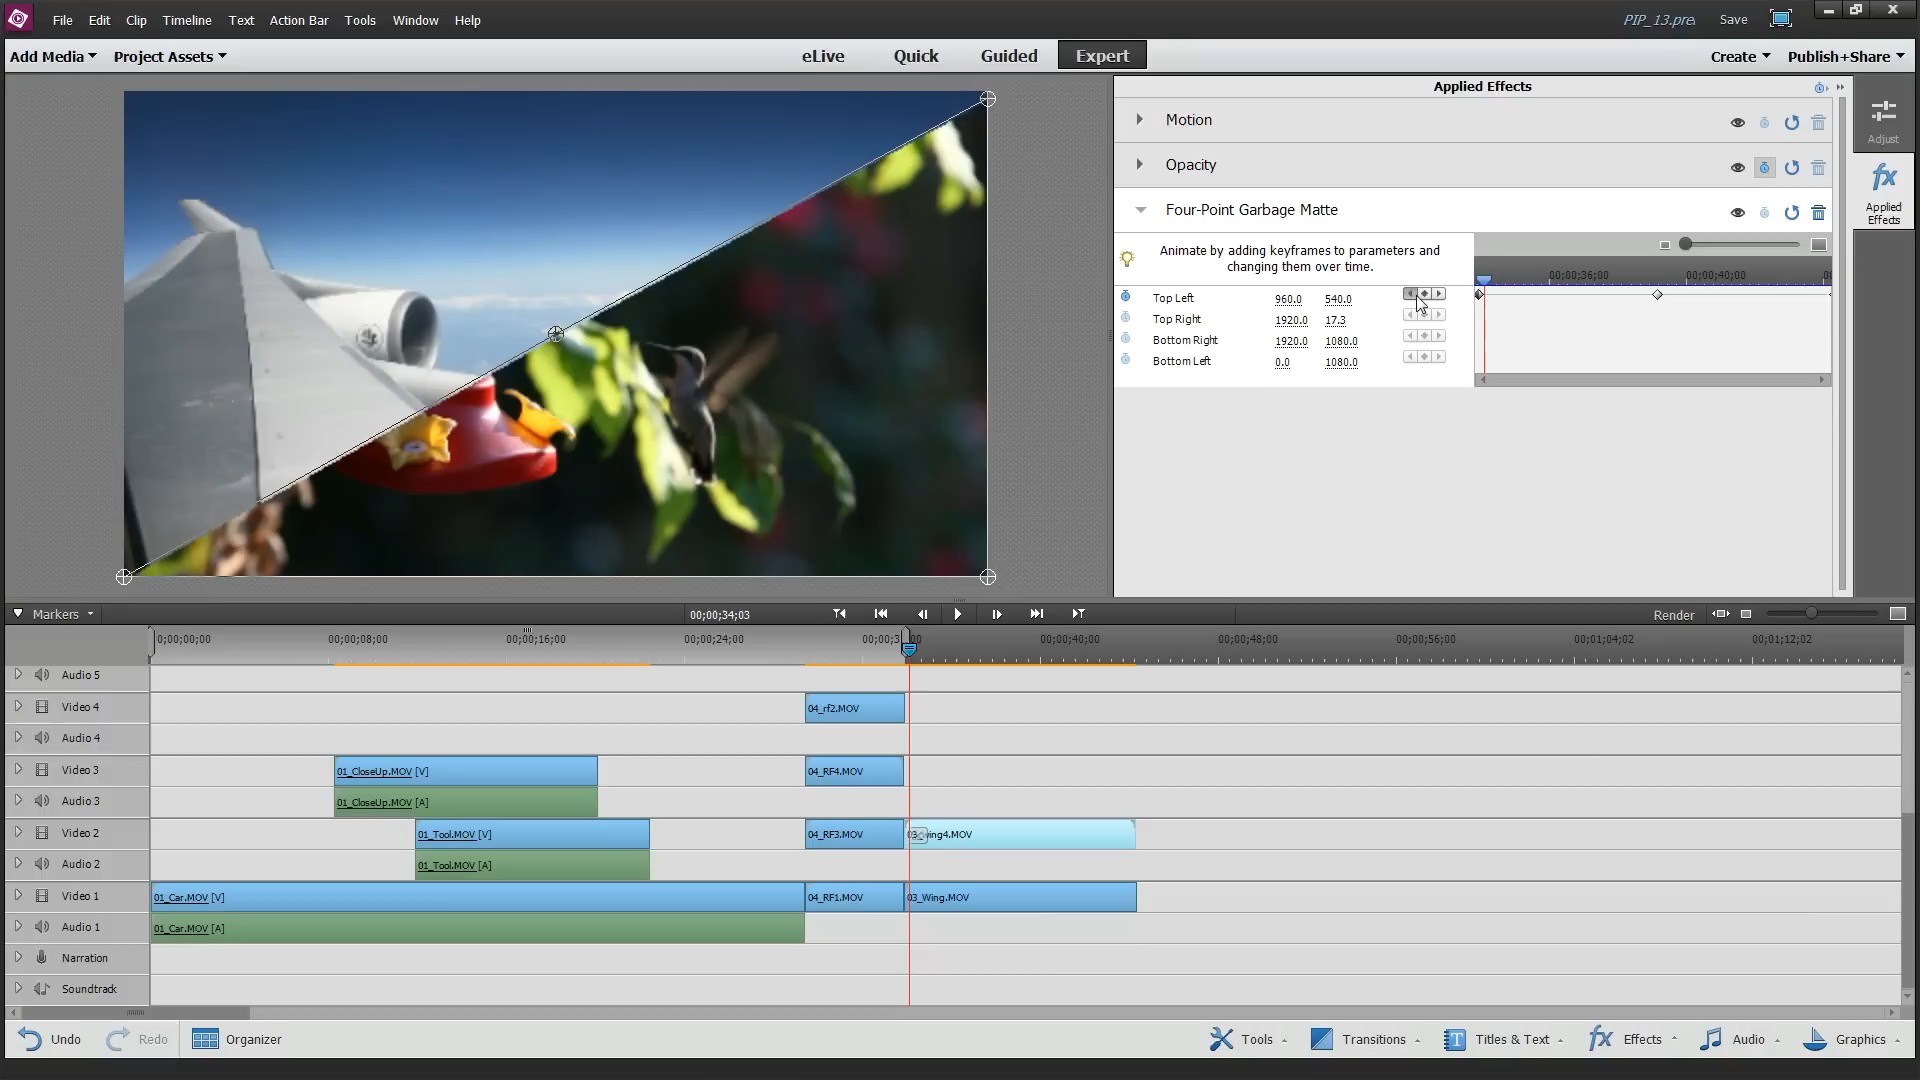 File Edit Clip Timeline Text Action Bar Tools Window Help
PIP_13.prel Save
Add Media Project Assets
eLive Quick Guided Expert
Create Publish+Share
Applied Effects
Motion
Opacity
Four-Point Garbage Matte
Adjust
Applied
Effects
Animate by adding keyframes to parameters and
changing them over time.
00;00;36;00 00;00;40;00
Top Left 960.0 540.0
Top Right 1920.0 17.3
Bottom Right 1920.0 1080.0
Bottom Left 0.0 1080.0
Markers 00;00;34;03 Render
00;00;08;00 00;00;16;00 00;00;24;00 00;00;40;00 00;00;48;00 00;00;56;00 00;01;04;02 00;01;12;02
Audio 5
Video 4 04_rf2.MOV
Audio 4
Video 3 01_CloseUp.MOV [V] 04_RF4.MOV
Audio 3 01_CloseUp.MOV [A]
Video 2 01_Tool.MOV [V] 04_RF3.MOV 03_wing4.MOV
Audio 2 01_Tool.MOV [A]
Video 1 01_Car.MOV [V] 04_RF1.MOV 03_Wing.MOV
Audio 1 01_Car.MOV [A]
Narration
Soundtrack
Undo Redo Organizer Tools Transitions Titles & Text Effects Audio Graphics